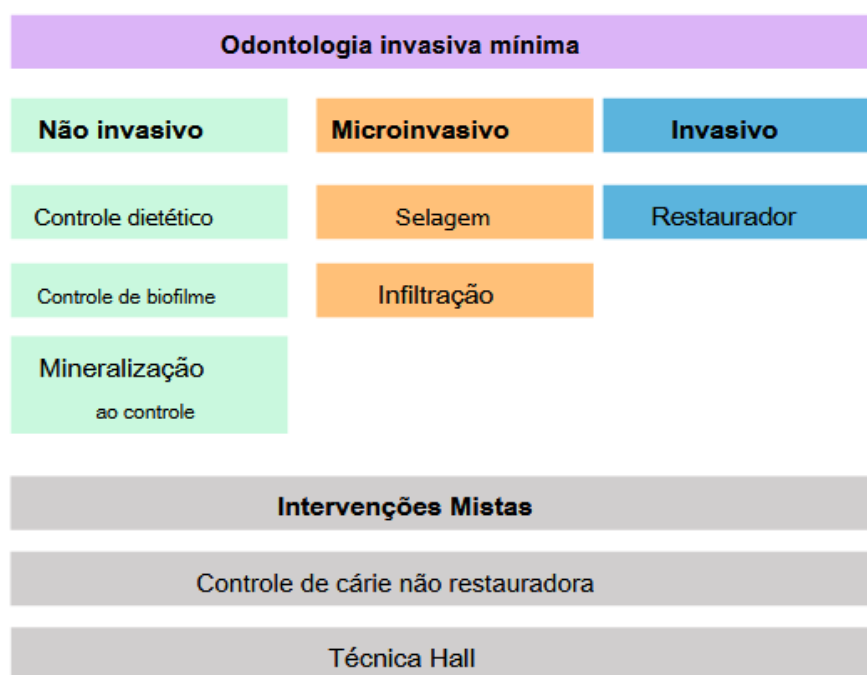 Odontologia invasiva mínima
Não invasivo
Microinvasivo
Invasivo
Controle dietético
Selagem
Restaurador
Controle de biofilme
Infiltração
Mineralização
ao controle
Intervenções Mistas
Controle de cárie não restauradora
Técnica Hall